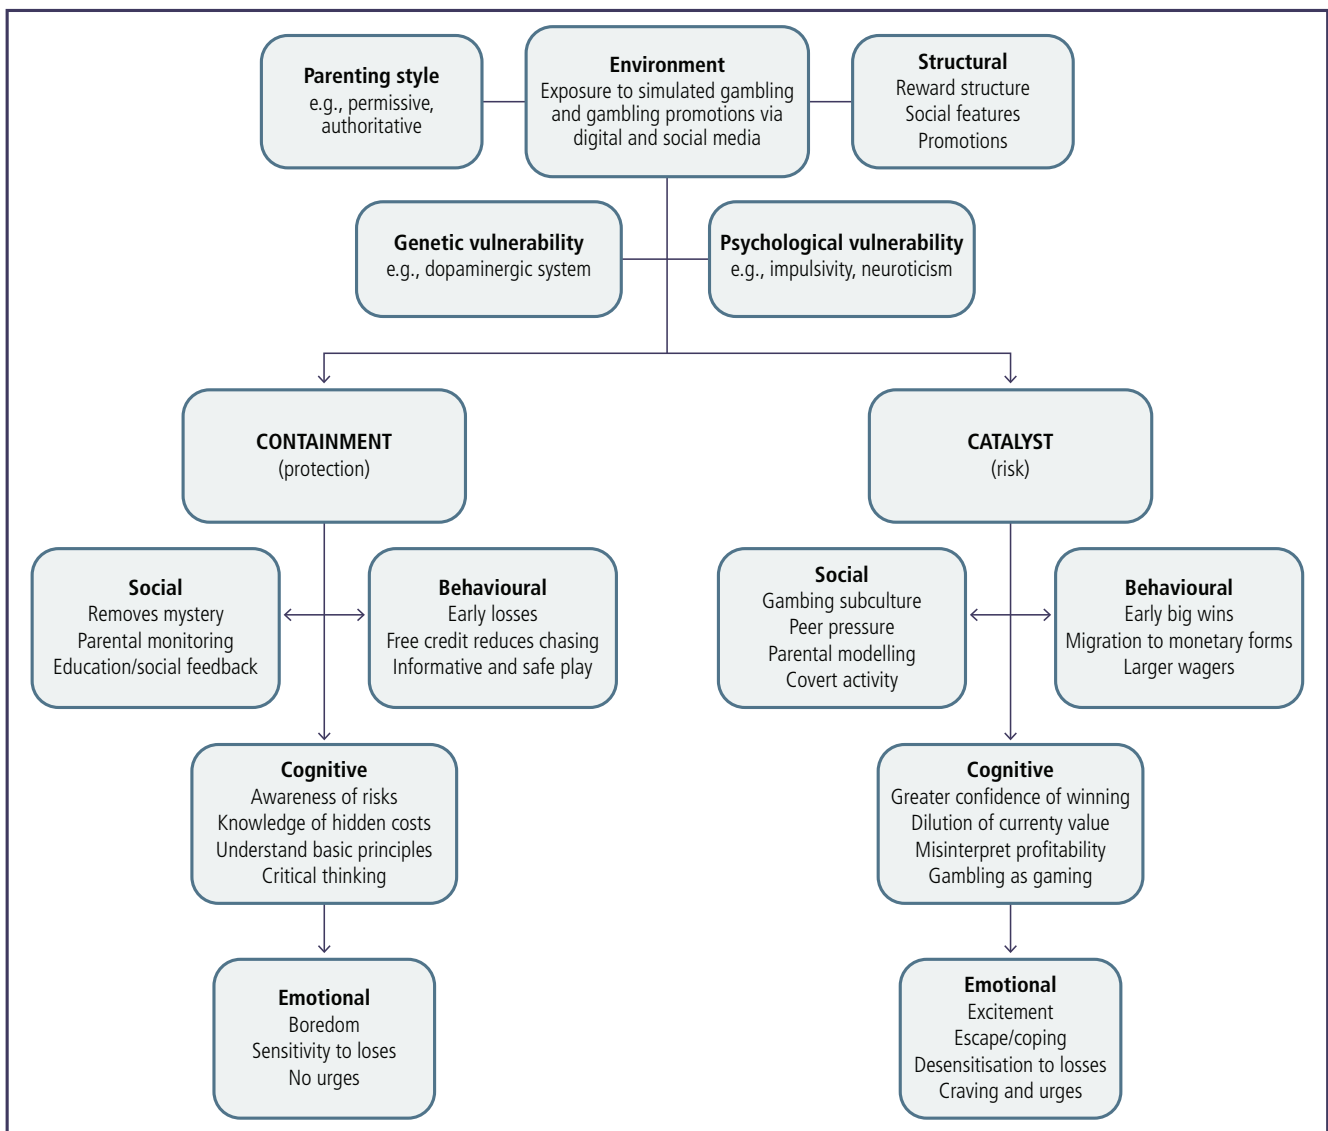 Parenting style
e.g., permissive,
authoritative
Environment
Exposure to simulated gambling
and gambling promotions via
digital and social media
Structural
Reward structure
Social features
Promotions
Genetic vulnerability
e.g., dopaminergic system
Psychological vulnerability
e.g., impulsivity, neuroticism
CONTAINMENT
(protection)
CATALYST
(risk)
Social
Removes mystery
Parental monitoring
Education/social feedback
Behavioural
Early losses
Free credit reduces chasing
Informative and safe play
Social
Gambing subculture
Peer pressure
Parental modelling
Covert activity
Behavioural
Early big wins
Migration to monetary forms
Larger wagers
Cognitive
Awareness of risks
Knowledge of hidden costs
Understand basic principles
Critical thinking
Cognitive
Greater confidence of winning
Dilution of currenty value
Misinterpret profitability
Gambling as gaming
Emotional
Boredom
Sensitivity to loses
No urges
Emotional
Excitement
Escape/coping
Desensitisation to losses
Craving and urges